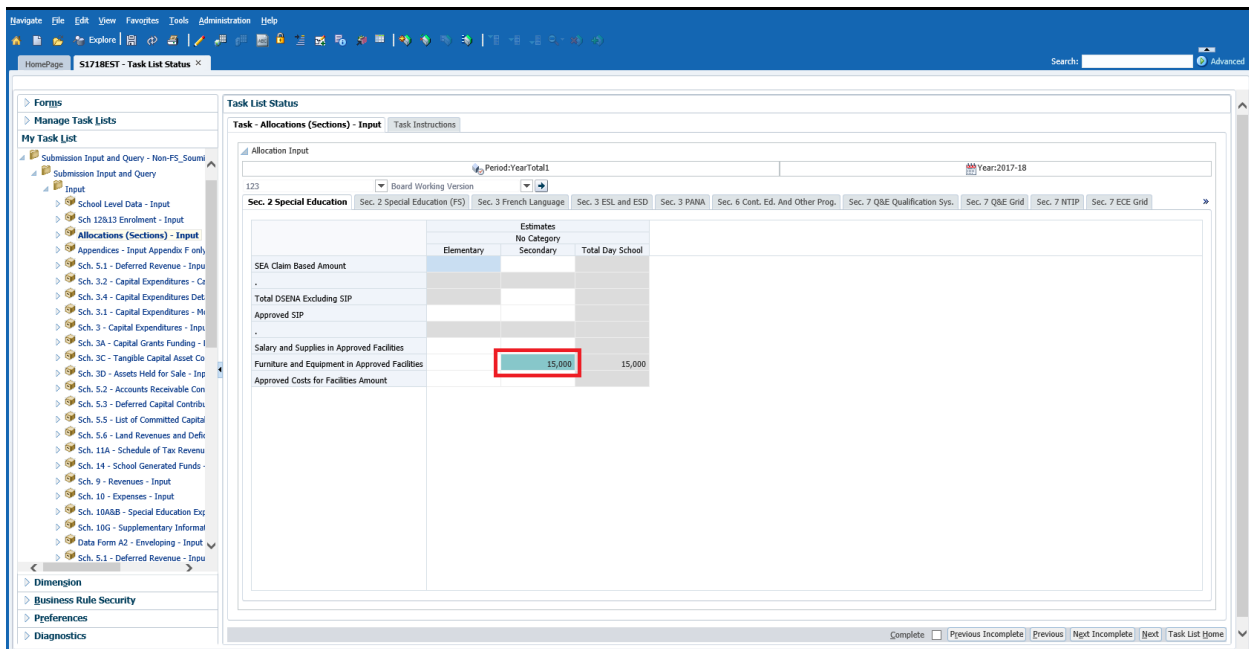 Navigate File Edit View Favorites Tools Administration Help
Explore
HomePage S1718EST - Task List Status ×
Search: Advanced
Forms
Manage Task Lists
My Task List
Submission Input and Query - Non-FS_Soumi
Submission Input and Query
Input
School Level Data - Input
Sch 12&13 Enrolment - Input
Allocations (Sections) - Input
Appendices - Input Appendix F only
Sch. 5.1 - Deferred Revenue - Inpu
Sch. 3.2 - Capital Expenditures - Ca
Sch. 3.4 - Capital Expenditures Det
Sch. 3.1 - Capital Expenditures - Mu
Sch. 3 - Capital Expenditures - Inpu
Sch. 3A - Capital Grants Funding - I
Sch. 3C - Tangible Capital Asset Co
Sch. 3D - Assets Held for Sale - Inp
Sch. 5.2 - Accounts Receivable Con
Sch. 5.3 - Deferred Capital Contribu
Sch. 5.5 - List of Committed Capital
Sch. 5.6 - Land Revenues and Defic
Sch. 11A - Schedule of Tax Revenu
Sch. 14 - School Generated Funds -
Sch. 9 - Revenues - Input
Sch. 10 - Expenses - Input
Sch. 10A&B - Special Education Exp
Sch. 10G - Supplementary Informat
Data Form A2 - Enveloping - Input
Sch. 5.1 - Deferred Revenue - Inpu
Dimension
Business Rule Security
Preferences
Diagnostics
Task List Status
Task - Allocations (Sections) - Input Task Instructions
Allocation Input
Period:YearTotal1 Year:2017-18
123 Board Working Version
Sec. 2 Special Education Sec. 2 Special Education (FS) Sec. 3 French Language Sec. 3 ESL and ESD Sec. 3 PANA Sec. 6 Cont. Ed. And Other Prog. Sec. 7 Q&E Qualification Sys. Sec. 7 Q&E Grid Sec. 7 NTIP Sec. 7 ECE Grid »
Estimates
No Category
Elementary Secondary Total Day School
SEA Claim Based Amount
.
Total DSENA Excluding SIP
Approved SIP
.
Salary and Supplies in Approved Facilities
Furniture and Equipment in Approved Facilities 15,000 15,000
Approved Costs for Facilities Amount
Complete Previous Incomplete Previous Next Incomplete Next Task List Home